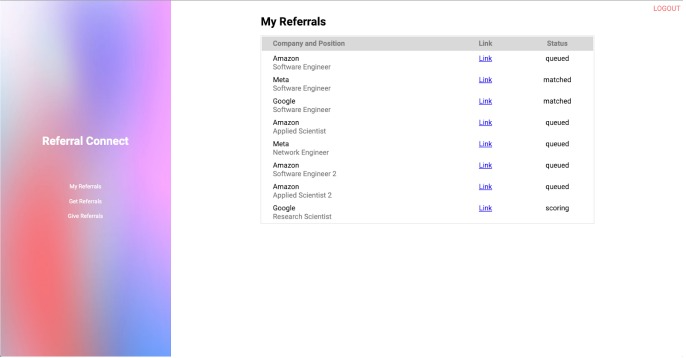 LOGOUT
My Referrals
Company and Position Link Status
Amazon Link queued
Software Engineer
Meta Link matched
Software Engineer
Google Link matched
Software Engineer
Amazon Link queued
Applied Scientist
Meta Link queued
Network Engineer
Amazon Link queued
Software Engineer 2
Amazon Link queued
Applied Scientist 2
Google Link scoring
Research Scientist
Referral Connect
My Referrals
Get Referrals
Give Referrals